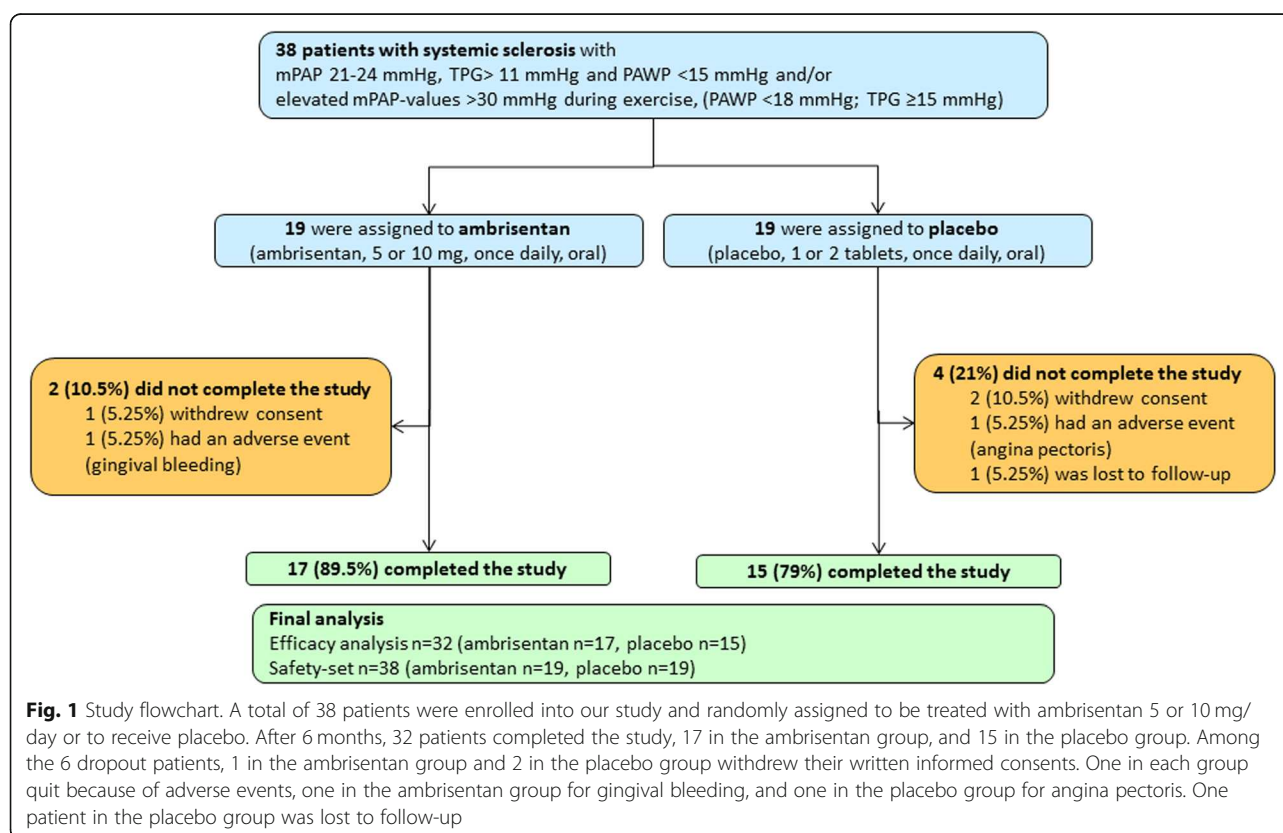 38 patients with systemic sclerosis with
mPAP 21-24 mmHg, TPG> 11 mmHg and PAWP <15 mmHg and/or
elevated mPAP-values >30 mmHg during exercise, (PAWP <18 mmHg; TPG ≥15 mmHg)
19 were assigned to ambrisentan
(ambrisentan, 5 or 10 mg, once daily, oral)
19 were assigned to placebo
(placebo, 1 or 2 tablets, once daily, oral)
2 (10.5%) did not complete the study
1 (5.25%) withdrew consent
1 (5.25%) had an adverse event
(gingival bleeding)
4 (21%) did not complete the study
2 (10.5%) withdrew consent
1 (5.25%) had an adverse event
(angina pectoris)
1 (5.25%) was lost to follow-up
17 (89.5%) completed the study
15 (79%) completed the study
Final analysis
Efficacy analysis n=32 (ambrisentan n=17, placebo n=15)
Safety-set n=38 (ambrisentan n=19, placebo n=19)
Fig. 1 Study flowchart. A total of 38 patients were enrolled into our study and randomly assigned to be treated with ambrisentan 5 or 10 mg/
day or to receive placebo. After 6 months, 32 patients completed the study, 17 in the ambrisentan group, and 15 in the placebo group. Among
the 6 dropout patients, 1 in the ambrisentan group and 2 in the placebo group withdrew their written informed consents. One in each group
quit because of adverse events, one in the ambrisentan group for gingival bleeding, and one in the placebo group for angina pectoris. One
patient in the placebo group was lost to follow-up